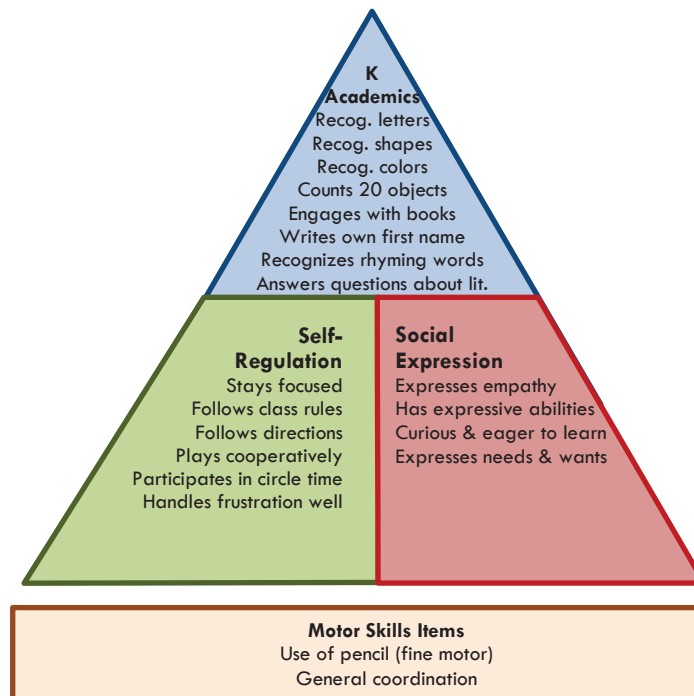 K
Academics
Recog. letters
Recog. shapes
Recog. colors
Counts 20 objects
Engages with books
Writes own first name
Recognizes rhyming words
Answers questions about lit.
Self-
Regulation
Stays focused
Follows class rules
Follows directions
Plays cooperatively
Participates in circle time
Handles frustration well
Social
Expression
Expresses empathy
Has expressive abilities
Curious & eager to learn
Expresses needs & wants
Motor Skills Items
Use of pencil (fine motor)
General coordination